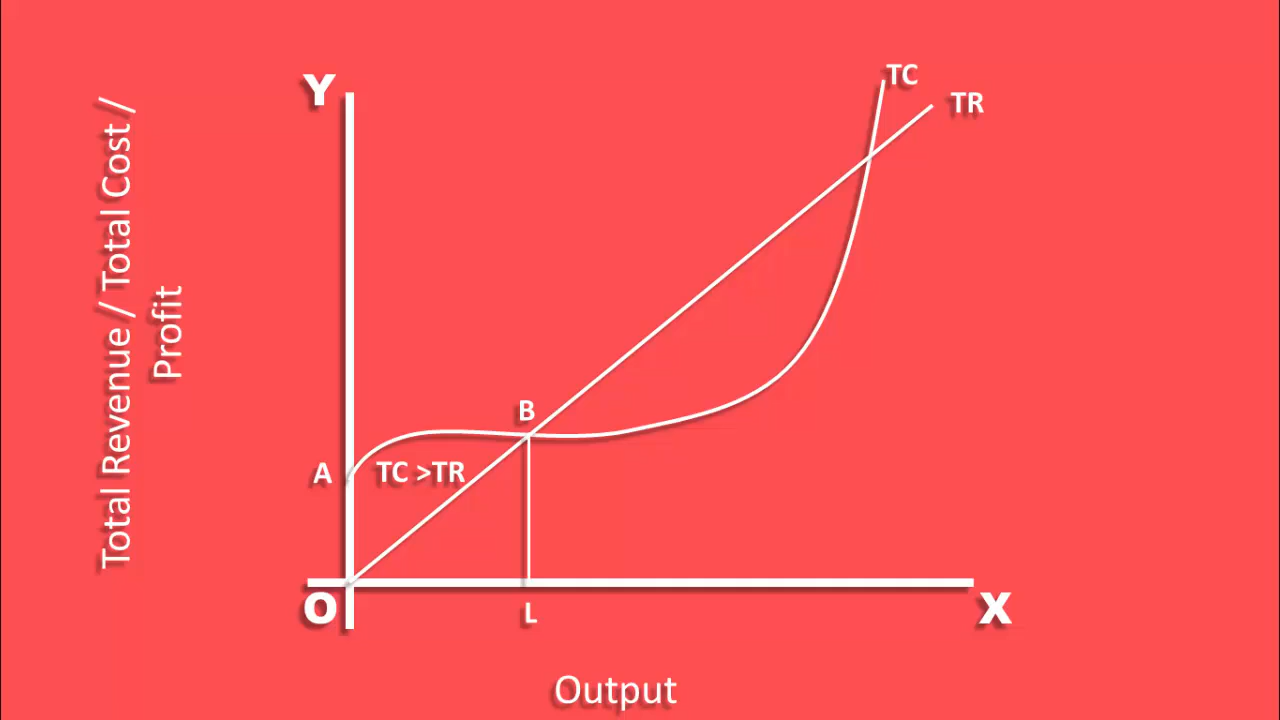 Y
TC
TR
Total Revenue / Total Cost /
Profit
B
A
TC >TR
O
L
X
Output